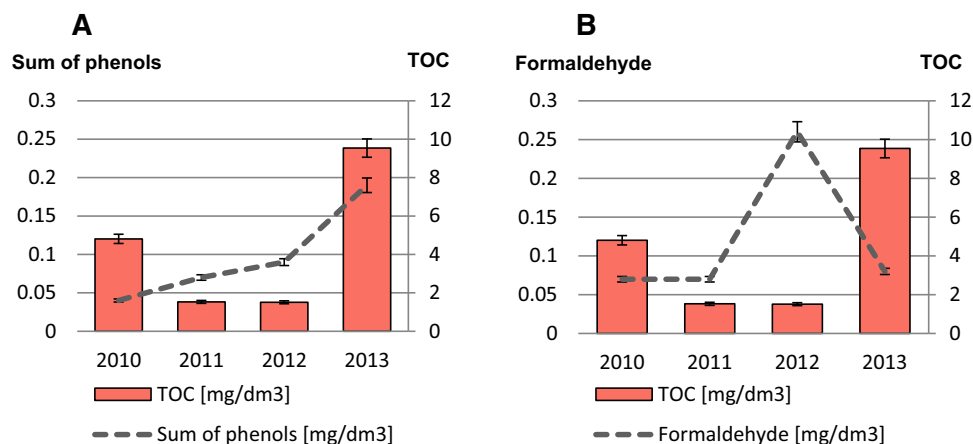 A
Sum of phenols TOC
0.3 12
0.25 10
0.2 8
0.15 6
0.1 4
0.05 2
0 0
2010 2011 2012 2013
TOC [mg/dm3]
Sum of phenols [mg/dm3]
B
Formaldehyde TOC
0.3 12
0.25 10
0.2 8
0.15 6
0.1 4
0.05 2
0 0
2010 2011 2012 2013
TOC [mg/dm3]
Formaldehyde [mg/dm3]